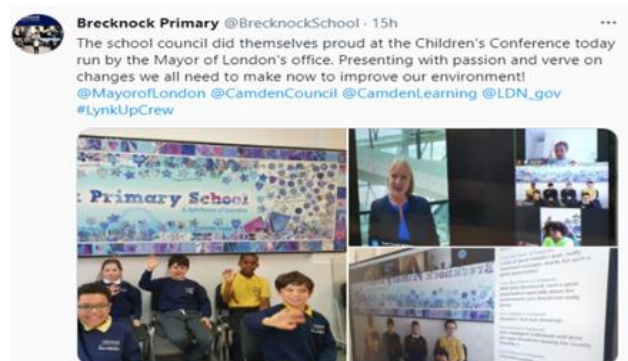 Brecknock Primary @BrecknockSchool · 15h
The school council did themselves proud at the Children's Conference today
run by the Mayor of London's office. Presenting with passion and verve on
changes we all need to make now to improve our environment!
@MayorofLondon @CamdenCouncil @CamdenLearning @LDN_gov
#LynkUpCrew
Primary School